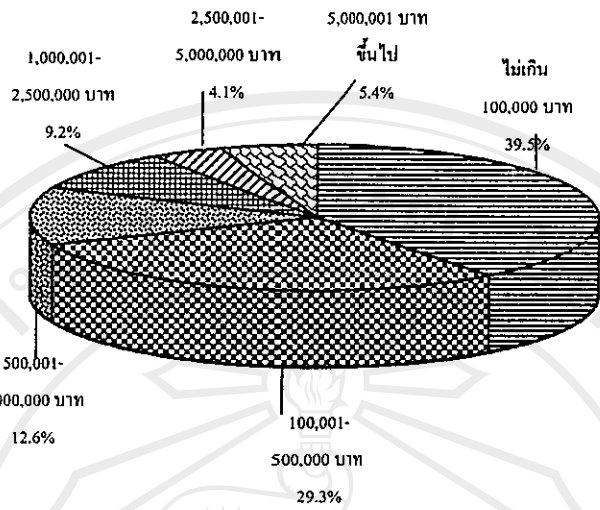 2,500,001-
5,000,000 บาท
4.1%
5,000,001 บาท
ขึ้นไป
5.4%
ไม่เกิน
100,000 บาท
39.5%
1,000,001-
2,500,000 บาท
9.2%
500,001-
000,000 บาท
12.6%
100,001-
500,000 บาท
29.3%